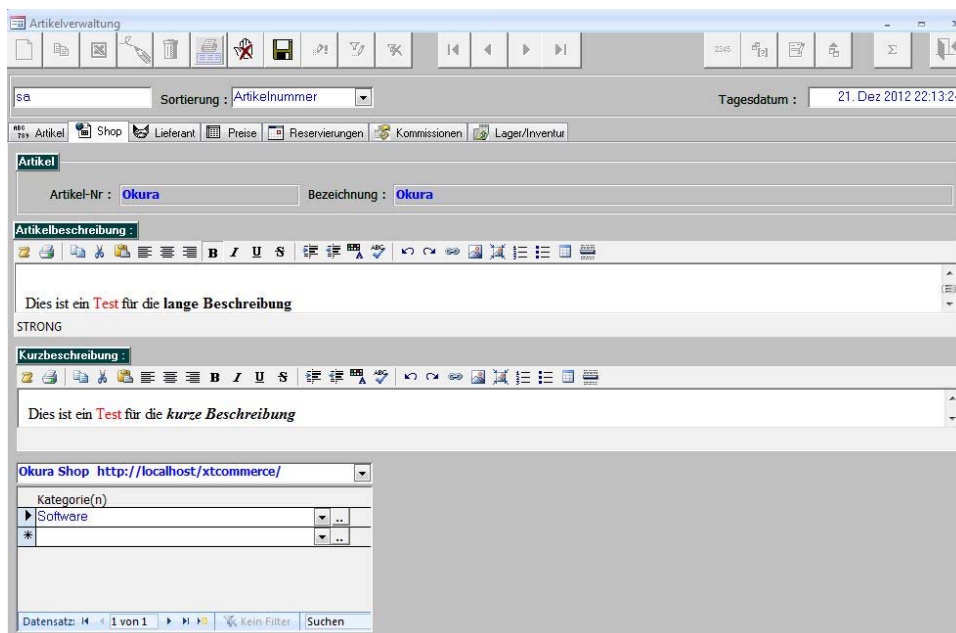 Artikelverwaltung
sa Sortierung : Artikelnummer Tagesdatum : 21. Dez 2012 22:13:24
Artikel Shop Lieferant Preise Reservierungen Kommissionen Lager/Inventur
Artikel
Artikel-Nr : Okura Bezeichnung : Okura
Artikelbeschreibung :
B I U S
Dies ist ein Test für die lange Beschreibung
STRONG
Kurzbeschreibung :
B I U S
Dies ist ein Test für die kurze Beschreibung
Okura Shop http://localhost/xtcommerce/
Kategorie(n)
Software
Datensatz: 1 von 1 Kein Filter Suchen